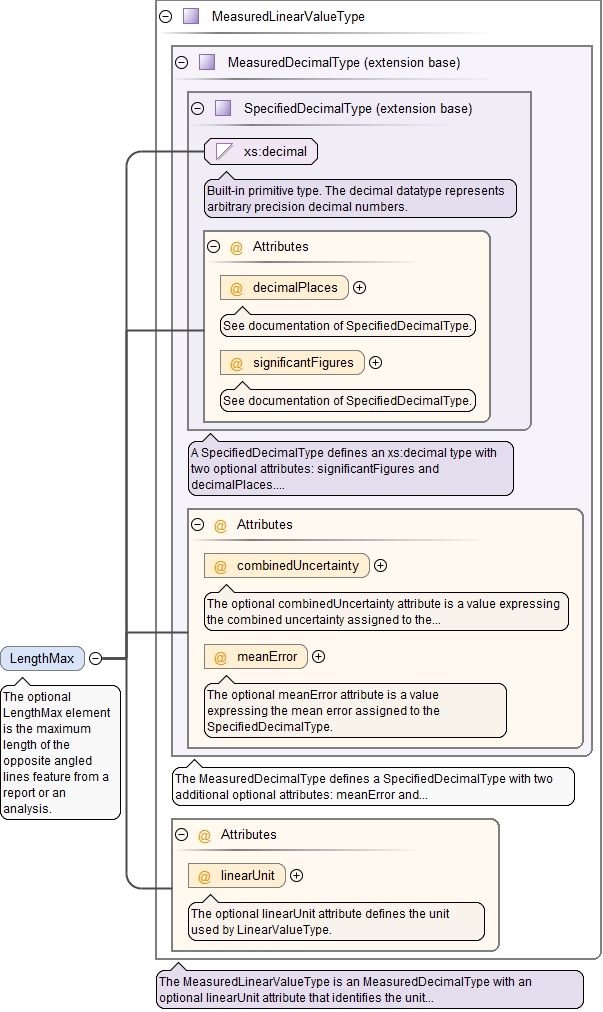 MeasuredLinearValueType
MeasuredDecimalType (extension base)
SpecifiedDecimalType (extension base)
xs:decimal
Built-in primitive type. The decimal datatype represents
arbitrary precision decimal numbers.
@ Attributes
@ decimalPlaces
See documentation of SpecifiedDecimalType.
@ significantFigures
See documentation of SpecifiedDecimalType.
A SpecifiedDecimalType defines an xs:decimal type with
two optional attributes: significantFigures and
decimalPlaces....
@ Attributes
@ combinedUncertainty
The optional combinedUncertainty attribute is a value expressing
the combined uncertainty assigned to the...
@ meanError
The optional meanError attribute is a value
expressing the mean error assigned to the
SpecifiedDecimalType.
The MeasuredDecimalType defines a SpecifiedDecimalType with two
additional optional attributes: meanError and...
LengthMax
The optional
LengthMax element
is the maximum
length of the
opposite angled
lines feature from a
report or an
analysis.
@ Attributes
@ linearUnit
The optional linearUnit attribute defines the unit
used by LinearValueType.
The MeasuredLinearValueType is an MeasuredDecimalType with an
optional linearUnit attribute that identifies the unit...